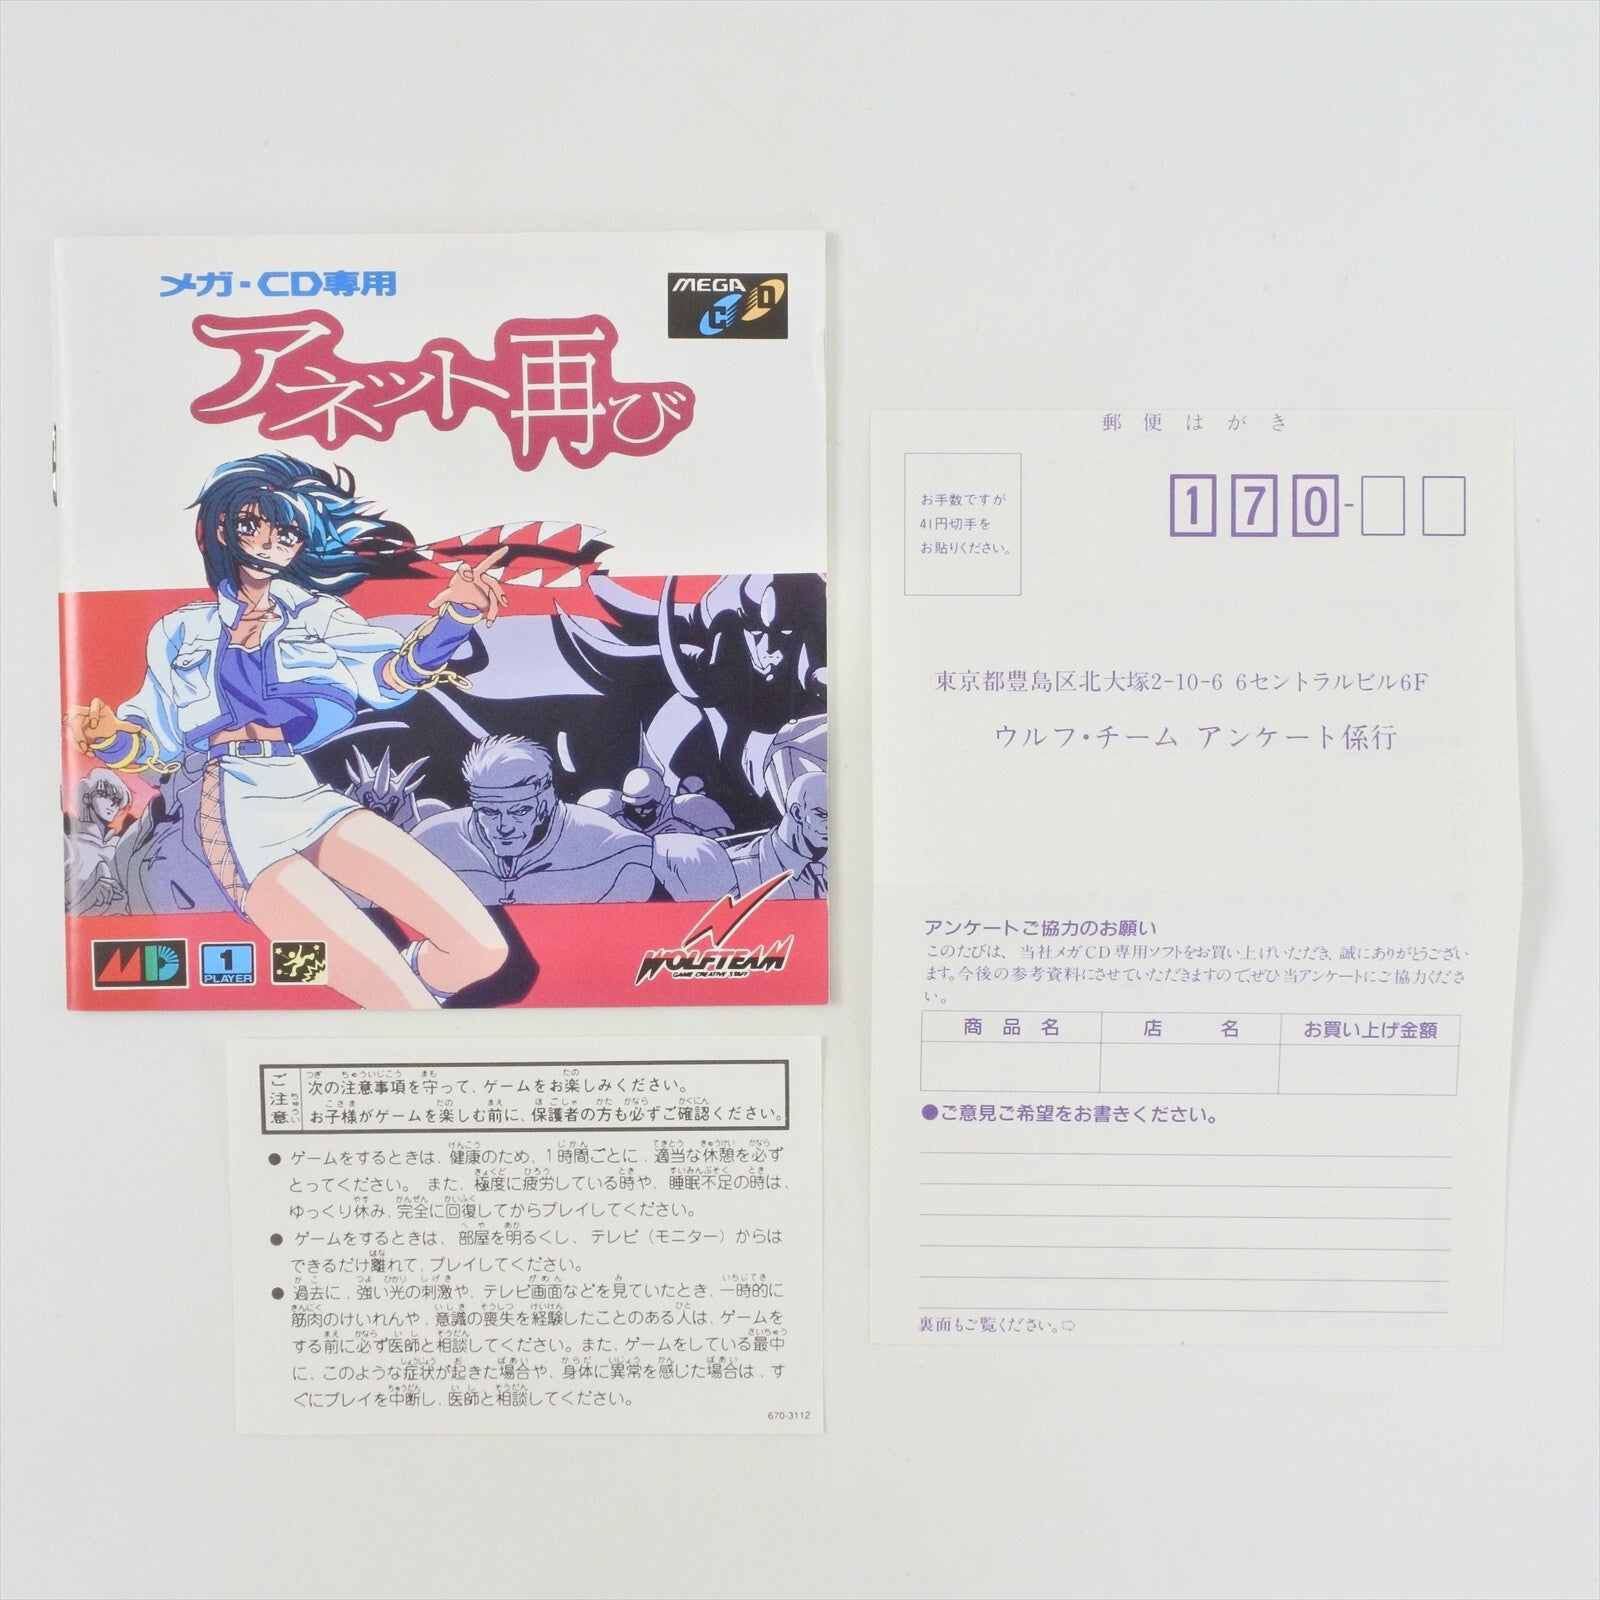 メガ・CD専用
MEGA CD
アネット再び
MD
1
PLAYER
WOLFTEAM
GAME CREATIVE STAFF
ご注意
ちゅうい
次の注意事項を守って、ゲームをお楽しみください。
お子様がゲームを楽しむ前に、保護者の方も必ずご確認ください。
● ゲームをするときは、健康のため、1時間ごとに、適当な休憩を必ず
とってください。また、極度に疲労している時や、睡眠不足の時は、
ゆっくり休み、完全に回復してからプレイしてください。
● ゲームをするときは、部屋を明るくし、テレビ（モニター）からは
できるだけ離れて、プレイしてください。
● 過去に、強い光の刺激や、テレビ画面などを見ていたとき、一時的に
筋肉のけいれんや、意識の喪失を経験したことのある人は、ゲームを
する前に必ず医師と相談してください。また、ゲームをしている最中
に、このような症状が起きた場合や、身体に異常を感じた場合は、す
ぐにプレイを中断し、医師と相談してください。
670-3112
郵便はがき
お手数ですが
41円切手を
お貼りください。
170-
東京都豊島区北大塚2-10-6 6セントラルビル6F
ウルフ・チーム アンケート係行
アンケートご協力のお願い
このたびは、当社メガCD専用ソフトをお買い上げいただき、誠にありがとうござい
ます。今後の参考資料にさせていただきますので、ぜひ当アンケートにご協力くださ
い。
商品名 店名 お買い上げ金額
●ご意見ご希望をお書きください。
裏面もご覧ください。⇨